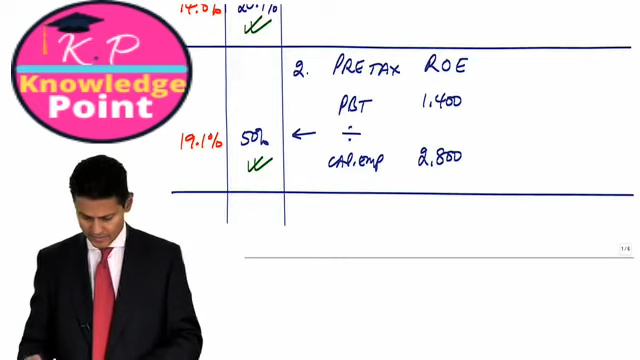 14.0%
K.P
Knowledge
Point
2. PRETAX ROE
PBT 1.400
19.1% 50% ← ÷
CAP.EMP 2.800
1/6